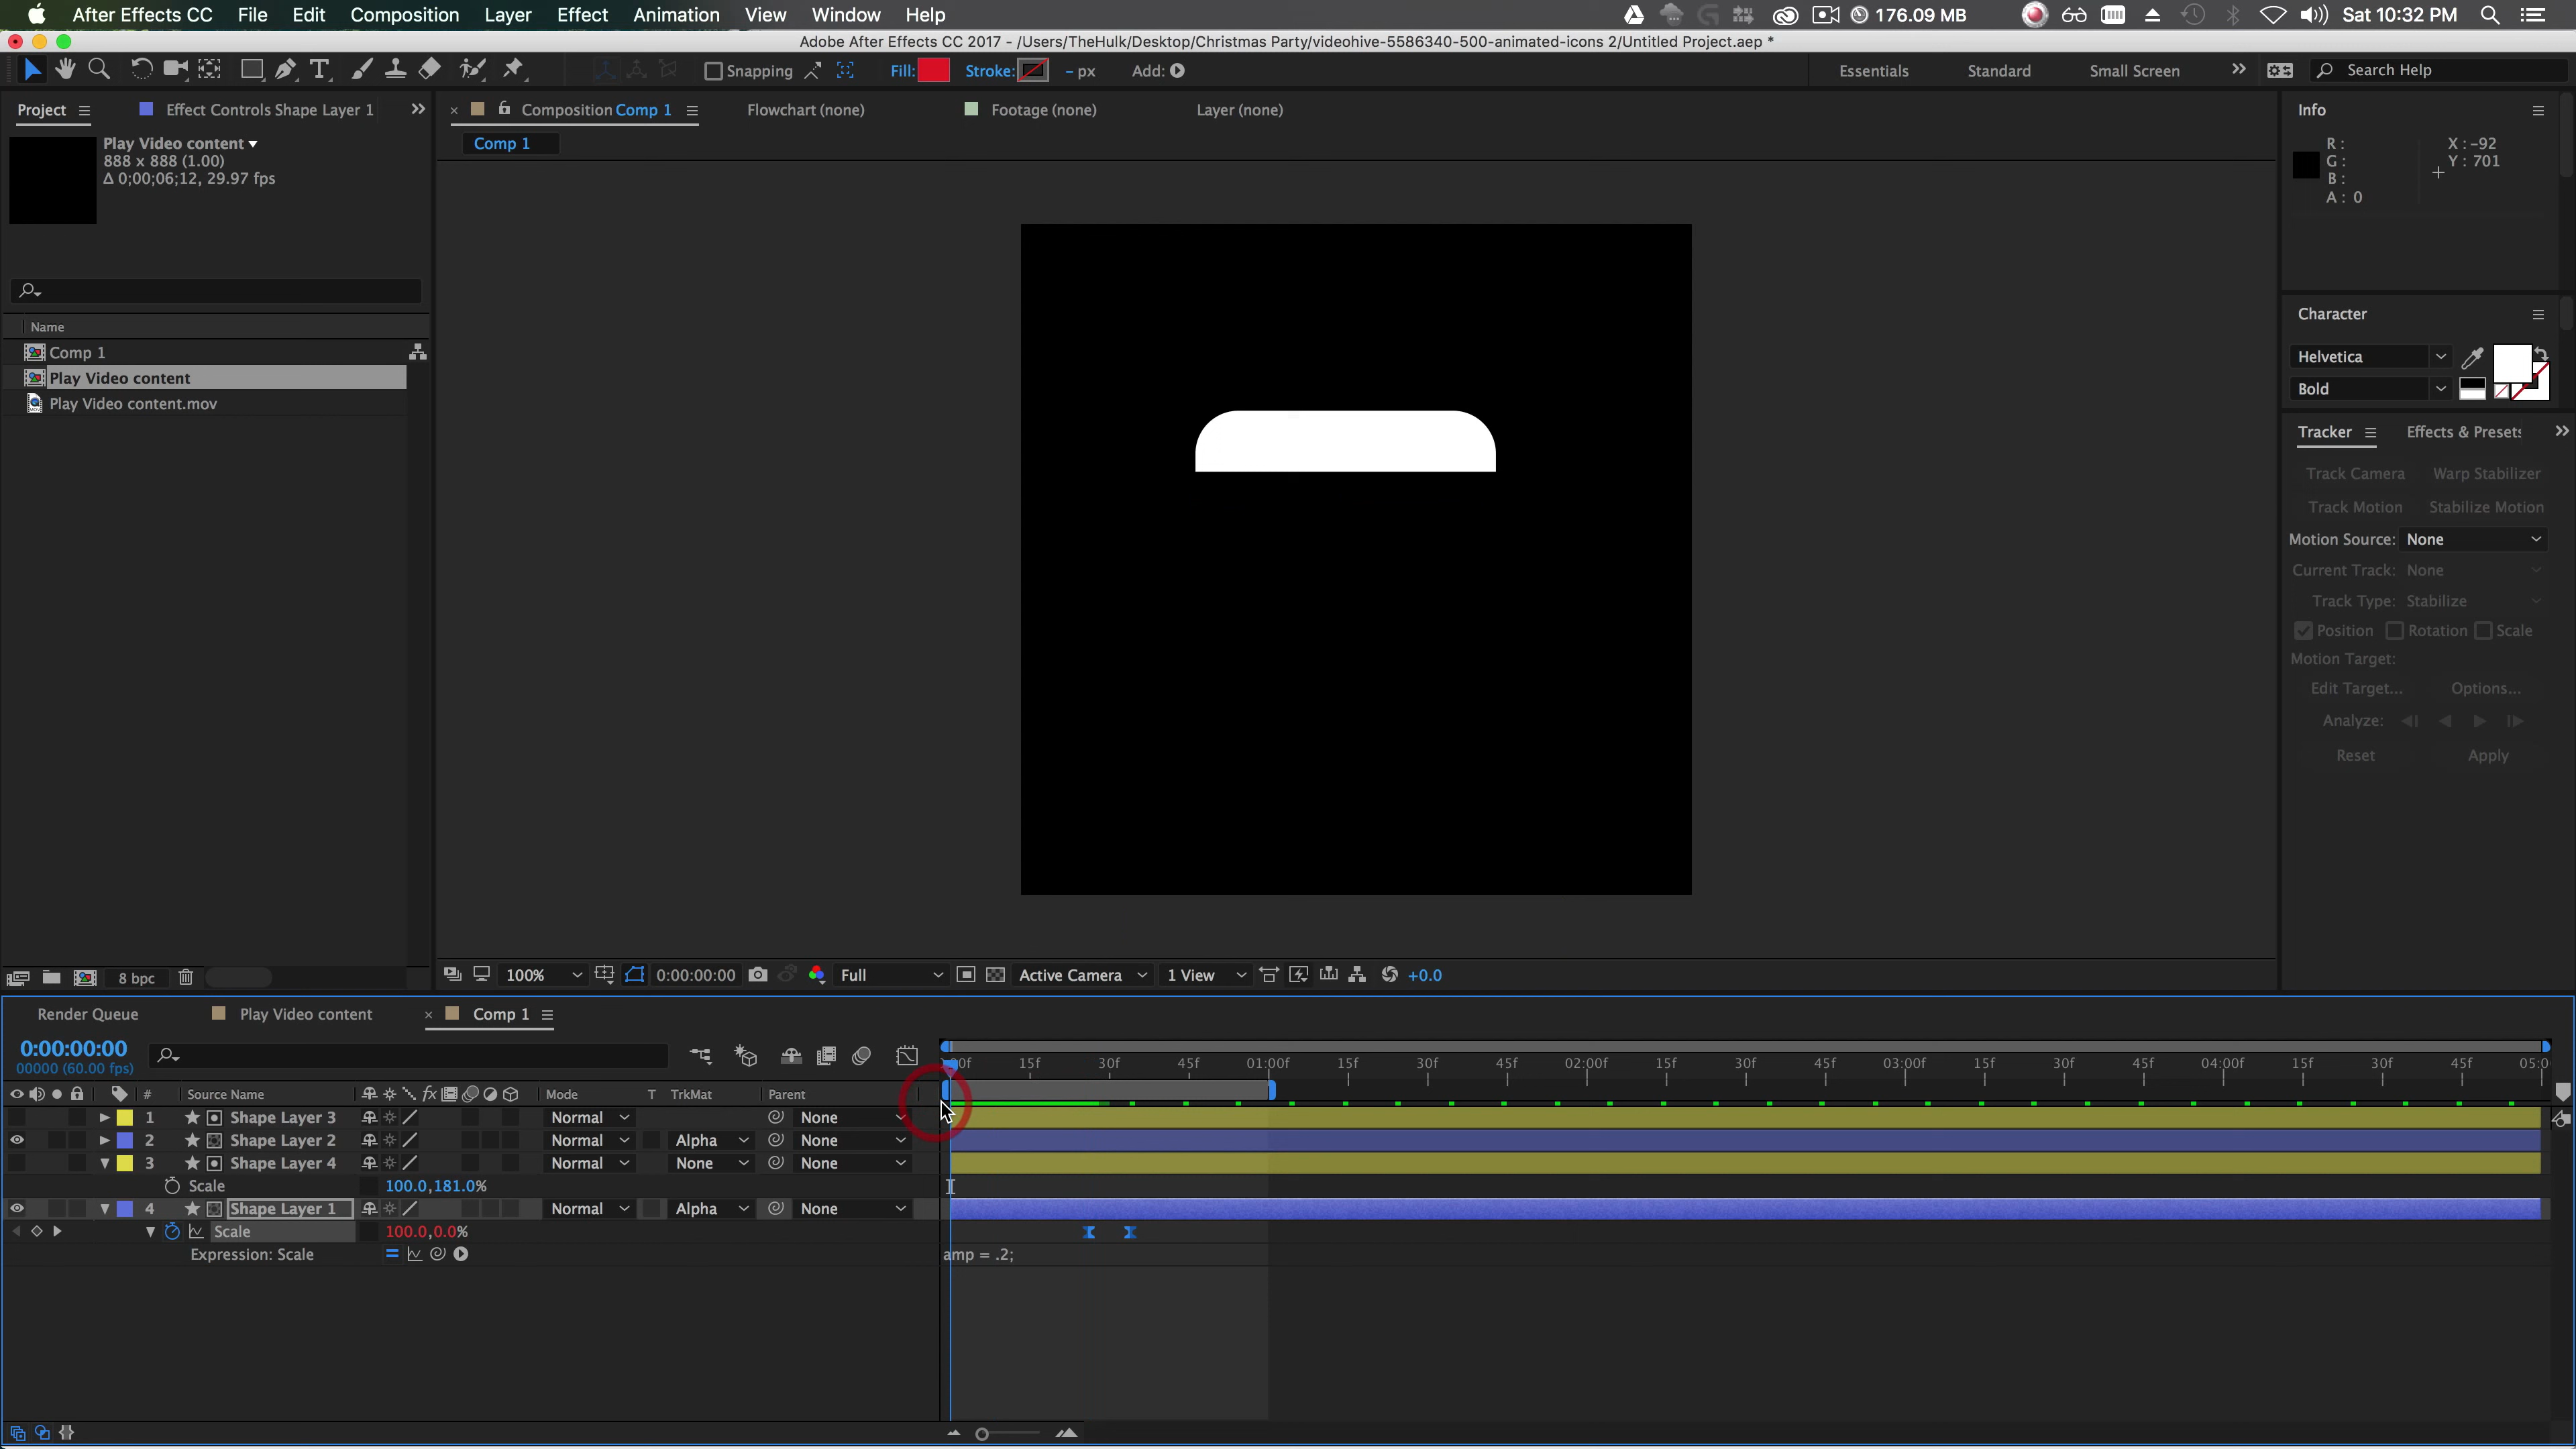 After Effects CC File Edit Composition Layer Effect Animation View Window Help 176.09 MB Sat 10:32 PM
Adobe After Effects CC 2017 - /Users/TheHulk/Desktop/Christmas Party/videohive-5586340-500-animated-icons 2/Untitled Project.aep *
Snapping Fill: Stroke: - px Add: Essentials Standard Small Screen Search Help
Project Effect Controls Shape Layer 1 Composition Comp 1 Flowchart (none) Footage (none) Layer (none) Info
Play Video content
888 x 888 (1.00)
Δ 0;00;06;12, 29.97 fps
Comp 1
R:
G:
B:
A: 0
X : -92
Y : 701
Name
Comp 1
Play Video content
Play Video content.mov
Character
Helvetica
Bold
Tracker Effects & Presets
Track Camera Warp Stabilizer
Track Motion Stabilize Motion
Motion Source: None
Current Track: None
Track Type: Stabilize
Position Rotation Scale
Motion Target:
Edit Target... Options...
Analyze:
Reset Apply
8 bpc 100% 0:00:00:00 Full Active Camera 1 View +0.0
Render Queue Play Video content Comp 1
0:00:00:00
00000 (60.00 fps)
00f 15f 30f 45f 01:00f 15f 30f 45f 02:00f 15f 30f 45f 03:00f 15f 30f 45f 04:00f 15f 30f 45f 05:0
# Source Name Mode T TrkMat Parent
1 Shape Layer 3 Normal None
2 Shape Layer 2 Normal Alpha None
3 Shape Layer 4 Normal None None
Scale 100.0,181.0%
4 Shape Layer 1 Normal Alpha None
Scale 100.0,0.0%
Expression: Scale amp = .2;